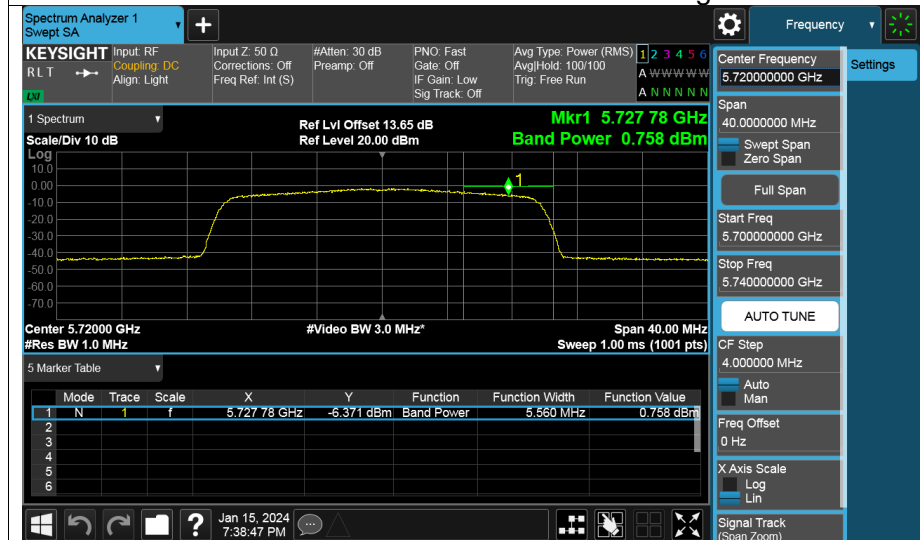 Spectrum Analyzer 1
Swept SA
+
Frequency
KEYSIGHT
RLT
LXI
Input: RF
Coupling: DC
Align: Light
Input Z: 50 Ω
Corrections: Off
Freq Ref: Int (S)
#Atten: 30 dB
Preamp: Off
PNO: Fast
Gate: Off
IF Gain: Low
Sig Track: Off
Avg Type: Power (RMS)
Avg|Hold: 100/100
Trig: Free Run
1 2 3 4 5 6
A W W W W W
A N N N N N
Center Frequency
5.720000000 GHz
Settings
Span
40.0000000 MHz
Swept Span
Zero Span
Full Span
Start Freq
5.700000000 GHz
Stop Freq
5.740000000 GHz
AUTO TUNE
CF Step
4.000000 MHz
Auto
Man
Freq Offset
0 Hz
X Axis Scale
Log
Lin
Signal Track
(Span Zoom)
1 Spectrum
Scale/Div 10 dB
Ref Lvl Offset 13.65 dB
Ref Level 20.00 dBm
Mkr1 5.727 78 GHz
Band Power 0.758 dBm
Log
10.0
0.00
-10.0
-20.0
-30.0
-40.0
-50.0
-60.0
-70.0
1
Center 5.72000 GHz
#Res BW 1.0 MHz
#Video BW 3.0 MHz*
Span 40.00 MHz
Sweep 1.00 ms (1001 pts)
5 Marker Table
Mode Trace Scale X Y Function Function Width Function Value
1 N 1 f 5.727 78 GHz -6.371 dBm Band Power 5.560 MHz 0.758 dBm
2
3
4
5
6
?
Jan 15, 2024
7:38:47 PM